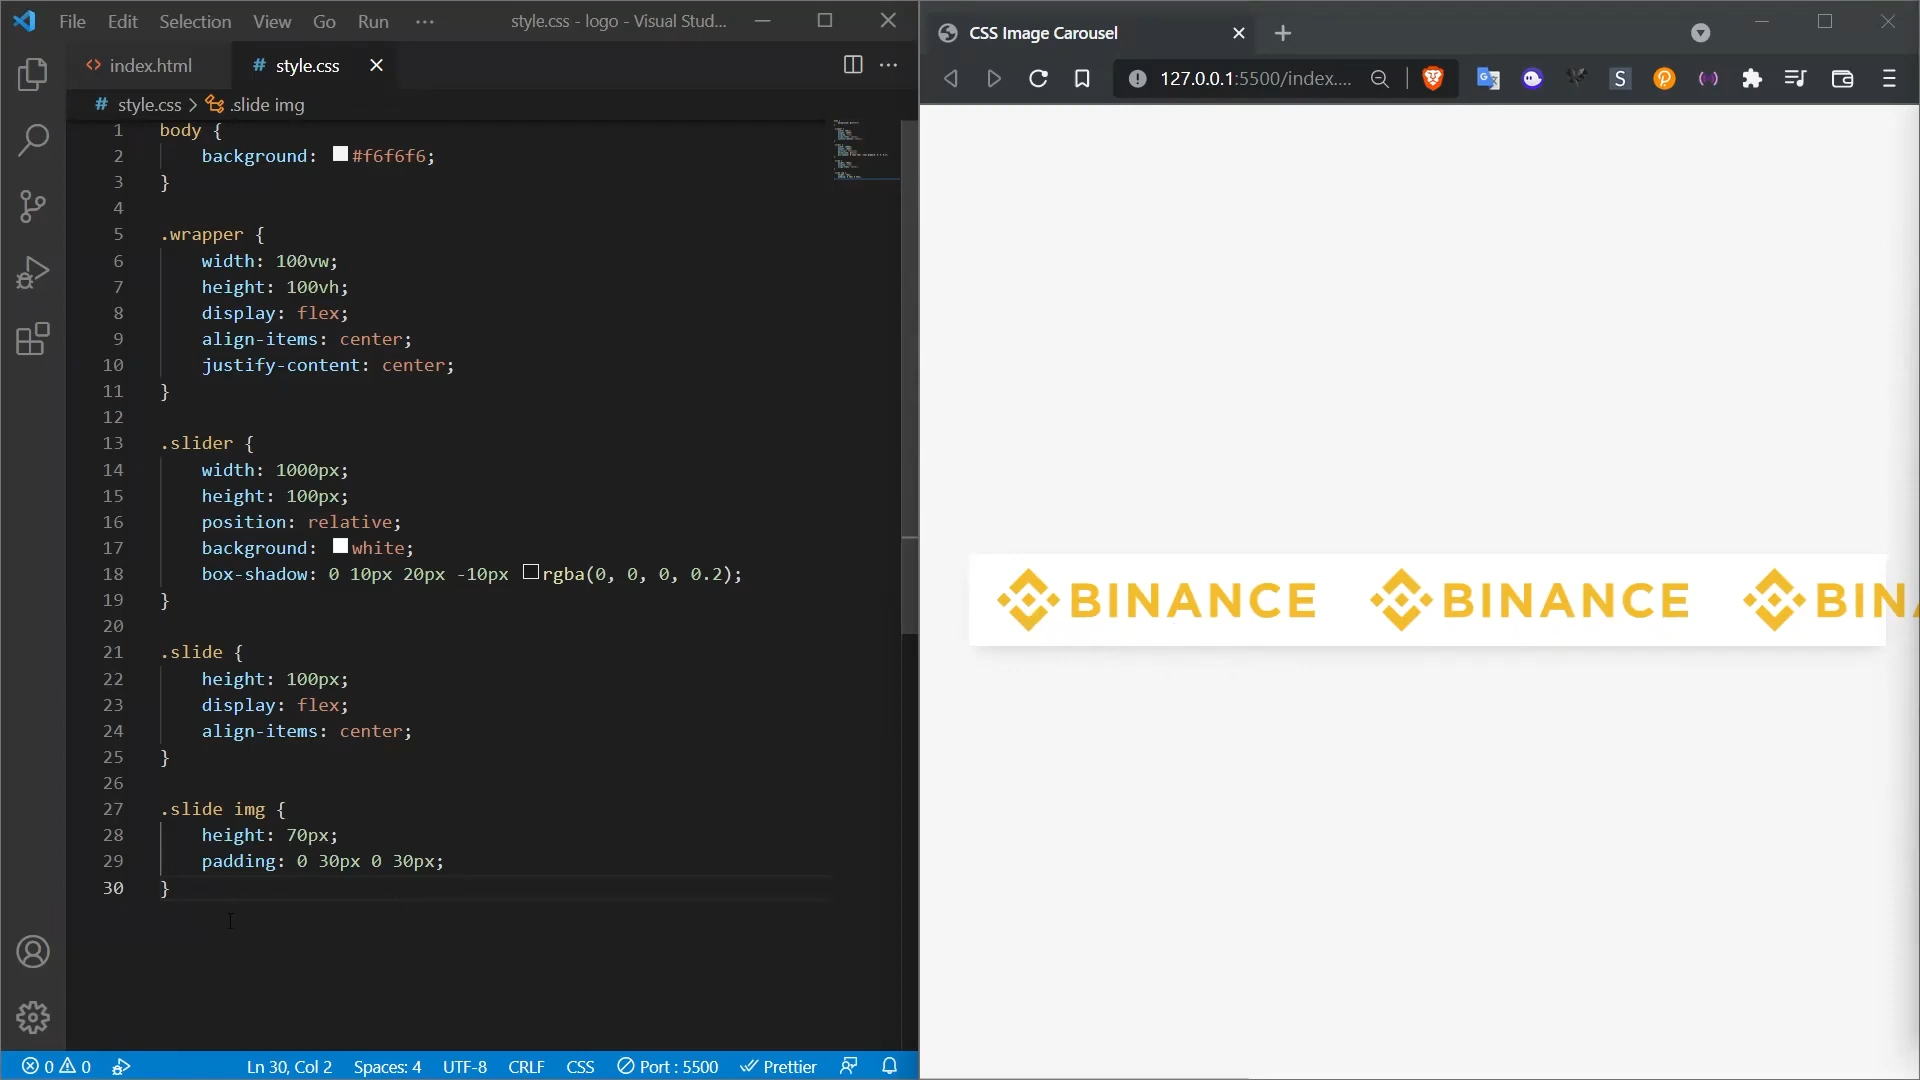 File Edit Selection View Go Run ··· style.css - logo - Visual Stud...
index.html # style.css
# style.css > .slide img
1 body {
2 background: #f6f6f6;
3 }
4
5 .wrapper {
6 width: 100vw;
7 height: 100vh;
8 display: flex;
9 align-items: center;
10 justify-content: center;
11 }
12
13 .slider {
14 width: 1000px;
15 height: 100px;
16 position: relative;
17 background: white;
18 box-shadow: 0 10px 20px -10px rgba(0, 0, 0, 0.2);
19 }
20
21 .slide {
22 height: 100px;
23 display: flex;
24 align-items: center;
25 }
26
27 .slide img {
28 height: 70px;
29 padding: 0 30px 0 30px;
30 }
0 0 Ln 30, Col 2 Spaces: 4 UTF-8 CRLF CSS Port : 5500 Prettier
CSS Image Carousel
127.0.0.1:5500/index....
S
BINANCE BINANCE BIN